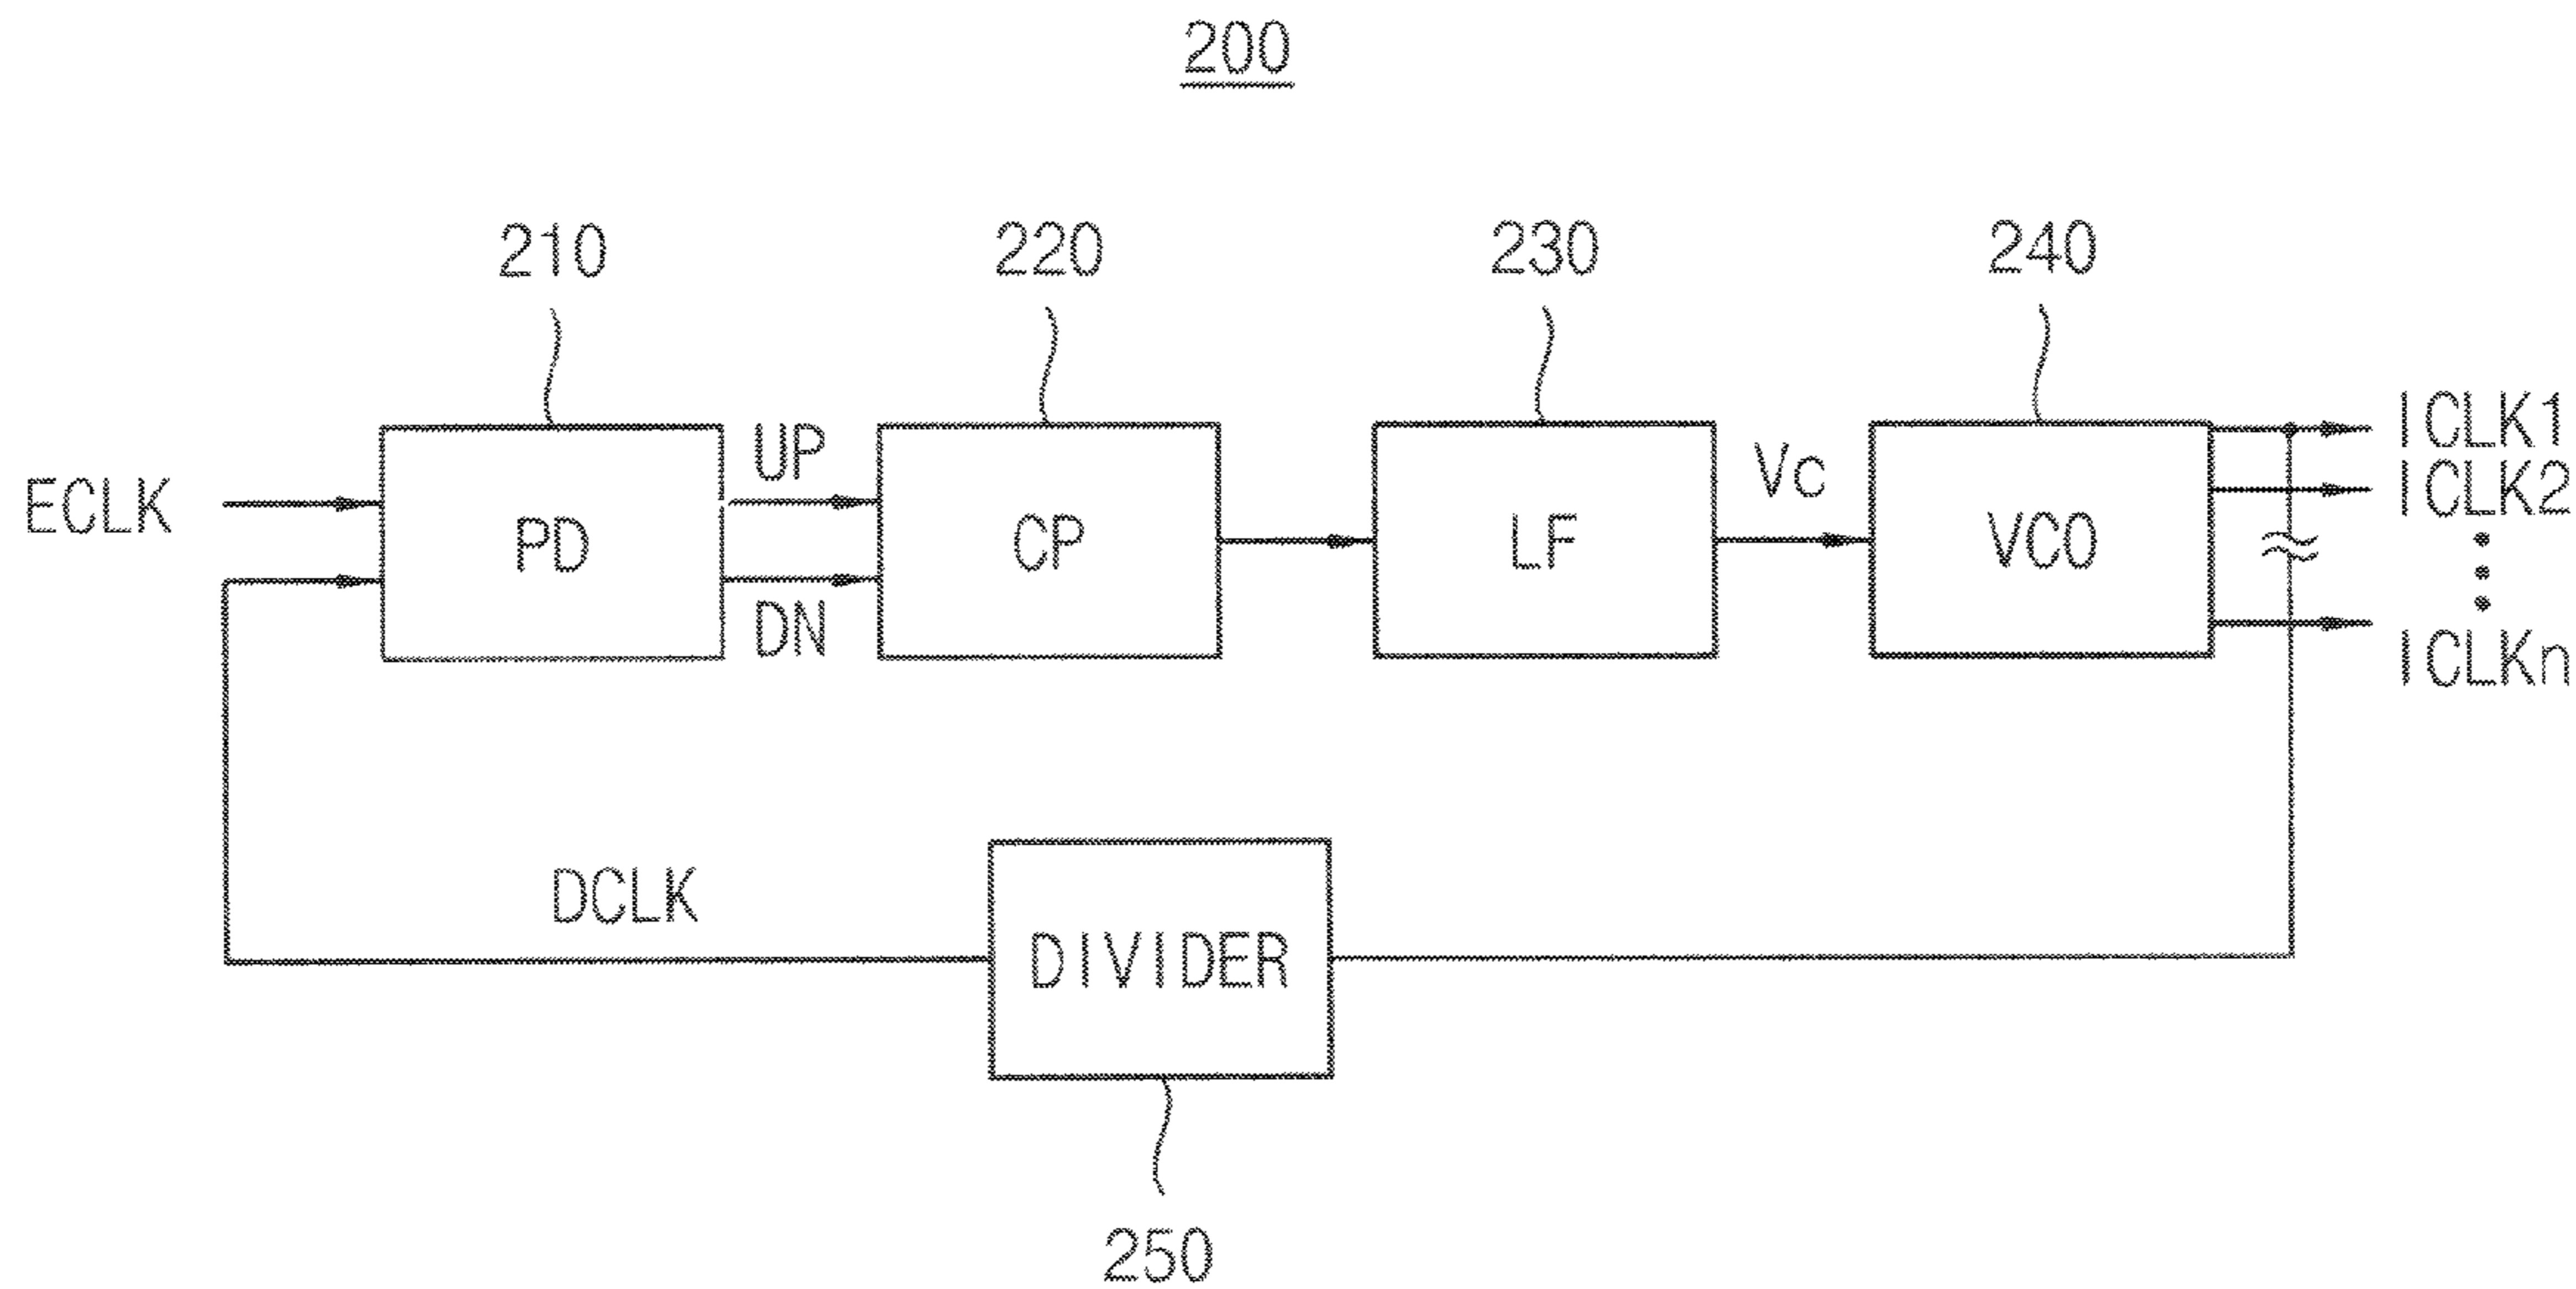 200
210
220
230
240
ECLK
PD
UP
DN
CP
LF
Vc
VCO
ICLK1
ICLK2
ICLKn
DCLK
DIVIDER
250